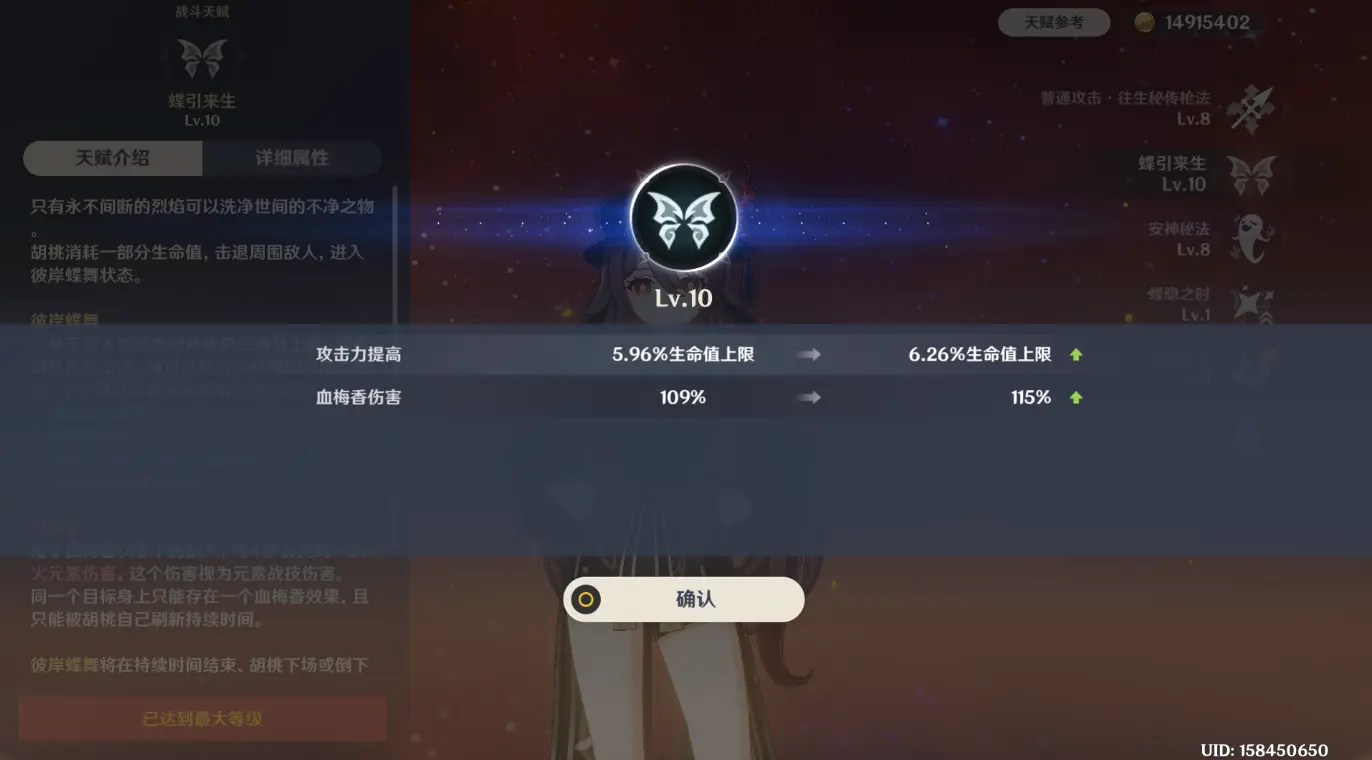 战斗天赋
蝶引来生
Lv.10
天赋介绍
详细属性
只有永不间断的烈焰可以洗净世间的不净之物
。
胡桃消耗一部分生命值，击退周围敌人，进入
彼岸蝶舞状态。
彼岸蝶舞
火元素伤害。这个伤害视为元素战技伤害。
同一个目标身上只能存在一个血梅香效果，且
只能被胡桃自己刷新持续时间。
彼岸蝶舞将在持续时间结束、胡桃下场或倒下
已达到最大等级
Lv.10
攻击力提高 5.96%生命值上限 6.26%生命值上限
血梅香伤害 109% 115%
确认
天赋参考
14915402
普通攻击·往生秘传枪法
Lv.8
蝶引来生
Lv.10
安神秘法
Lv.8
蝶隐之时
Lv.1
UID: 158450650